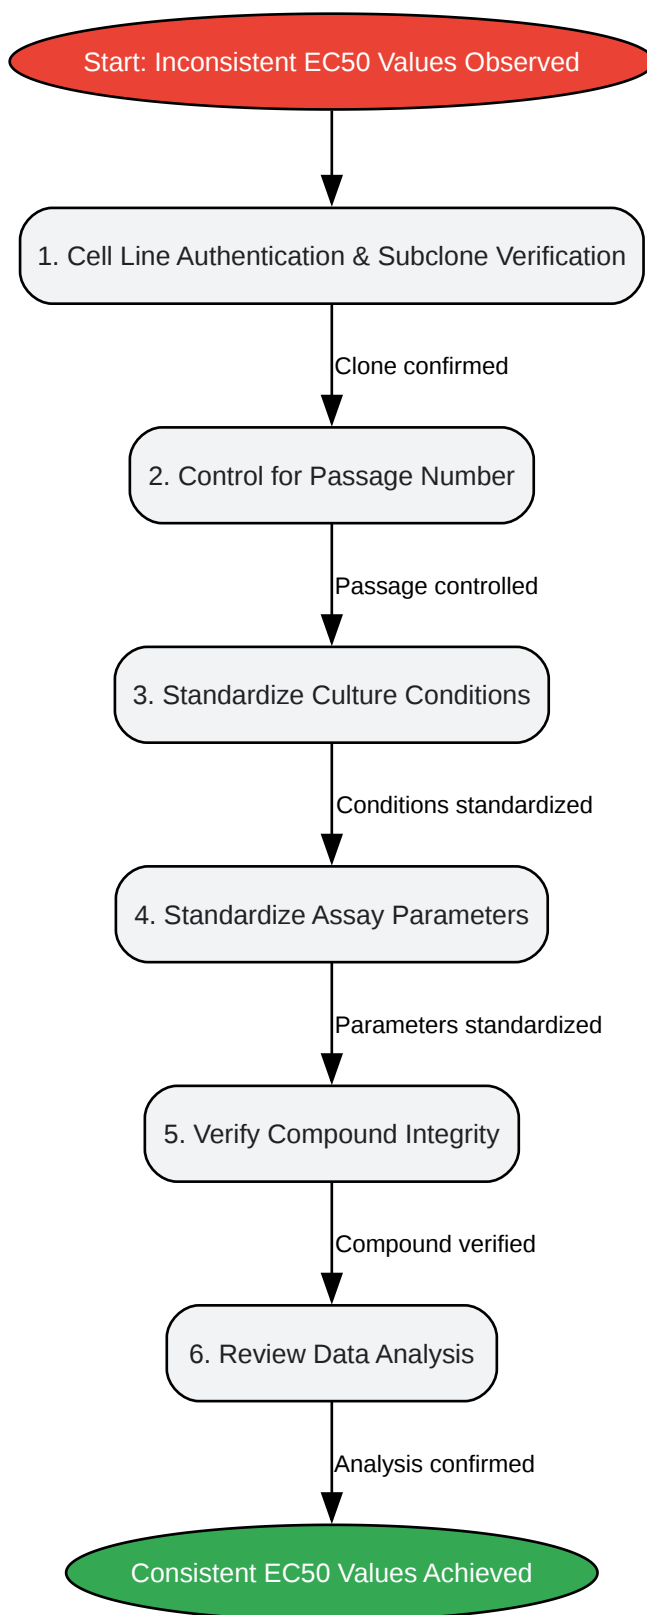 Start: Inconsistent EC50 Values Observed
1. Cell Line Authentication & Subclone Verification
Clone confirmed
2. Control for Passage Number
Passage controlled
3. Standardize Culture Conditions
Conditions standardized
4. Standardize Assay Parameters
Parameters standardized
5. Verify Compound Integrity
Compound verified
6. Review Data Analysis
Analysis confirmed
Consistent EC50 Values Achieved